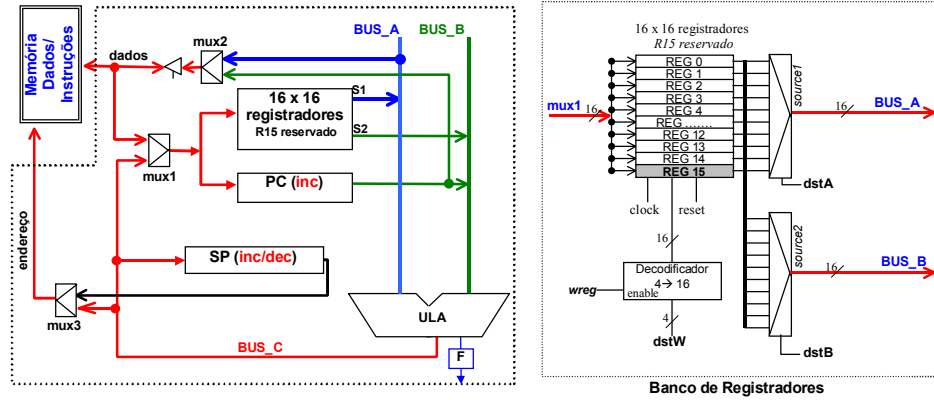 Memória
Dados/
Instruções
dados
mux2
BUS_A
BUS_B
16 x 16
registradores
R15 reservado
S1
S2
mux1
PC (inc)
endereço
SP (inc/dec)
mux3
ULA
BUS_C
F
16 x 16 registradores
R15 reservado
REG 0
REG 1
REG 2
REG 3
REG 4
REG .......
REG 12
REG 13
REG 14
REG 15
mux1
16
clock
reset
16
Decodificador
4→ 16
wreg
enable
4
dstW
source1
16
BUS_A
dstA
source2
16
BUS_B
dstB
Banco de Registradores